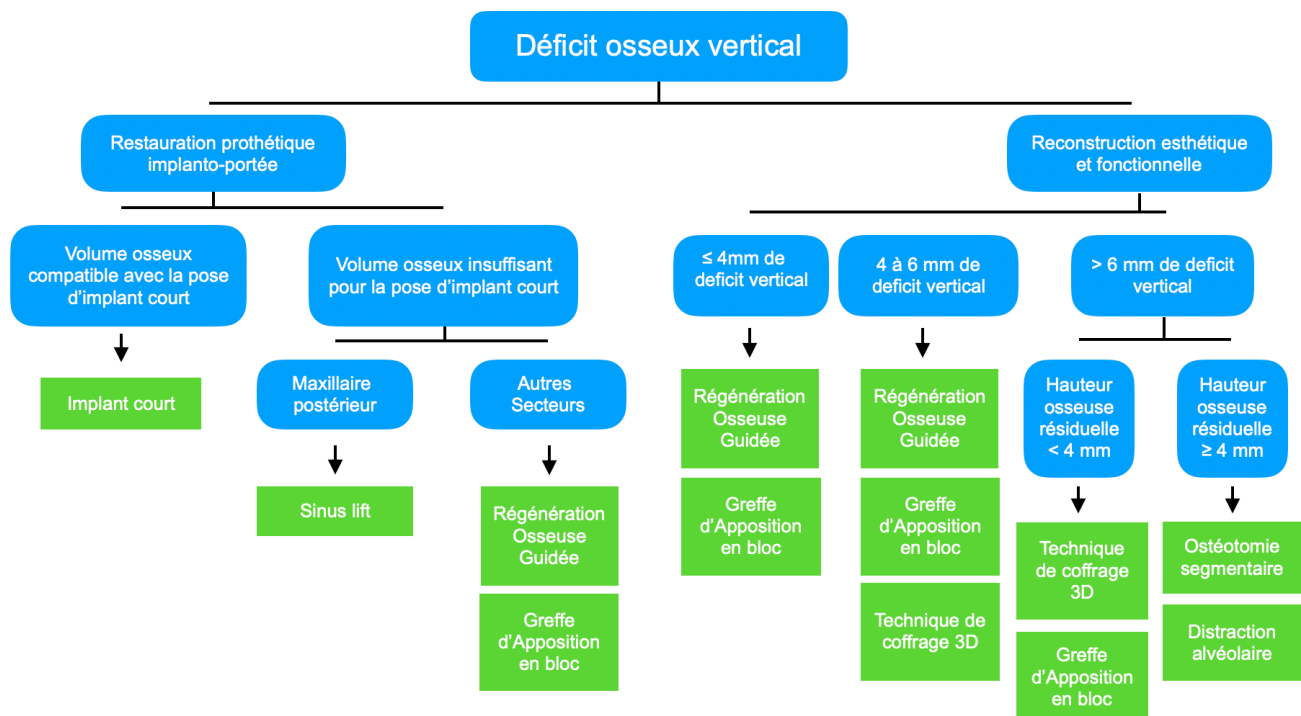 Déficit osseux vertical
Restauration prothétique
implanto-portée
Reconstruction esthétique
et fonctionnelle
Volume osseux
compatible avec la pose
d'implant court
Volume osseux insuffisant
pour la pose d'implant court
≤ 4mm de
deficit vertical
4 à 6 mm de
deficit vertical
> 6 mm de deficit
vertical
Implant court
Maxillaire
postérieur
Autres
Secteurs
Régénération
Osseuse
Guidée
Régénération
Osseuse
Guidée
Hauteur
osseuse
résiduelle
< 4 mm
Hauteur
osseuse
résiduelle
≥ 4 mm
Sinus lift
Régénération
Osseuse
Guidée
Greffe
d'Apposition
en bloc
Greffe
d'Apposition
en bloc
Greffe
d'Apposition
en bloc
Technique de
coffrage 3D
Technique
de coffrage
3D
Greffe
d'Apposition
en bloc
Ostéotomie
segmentaire
Distraction
alvéolaire